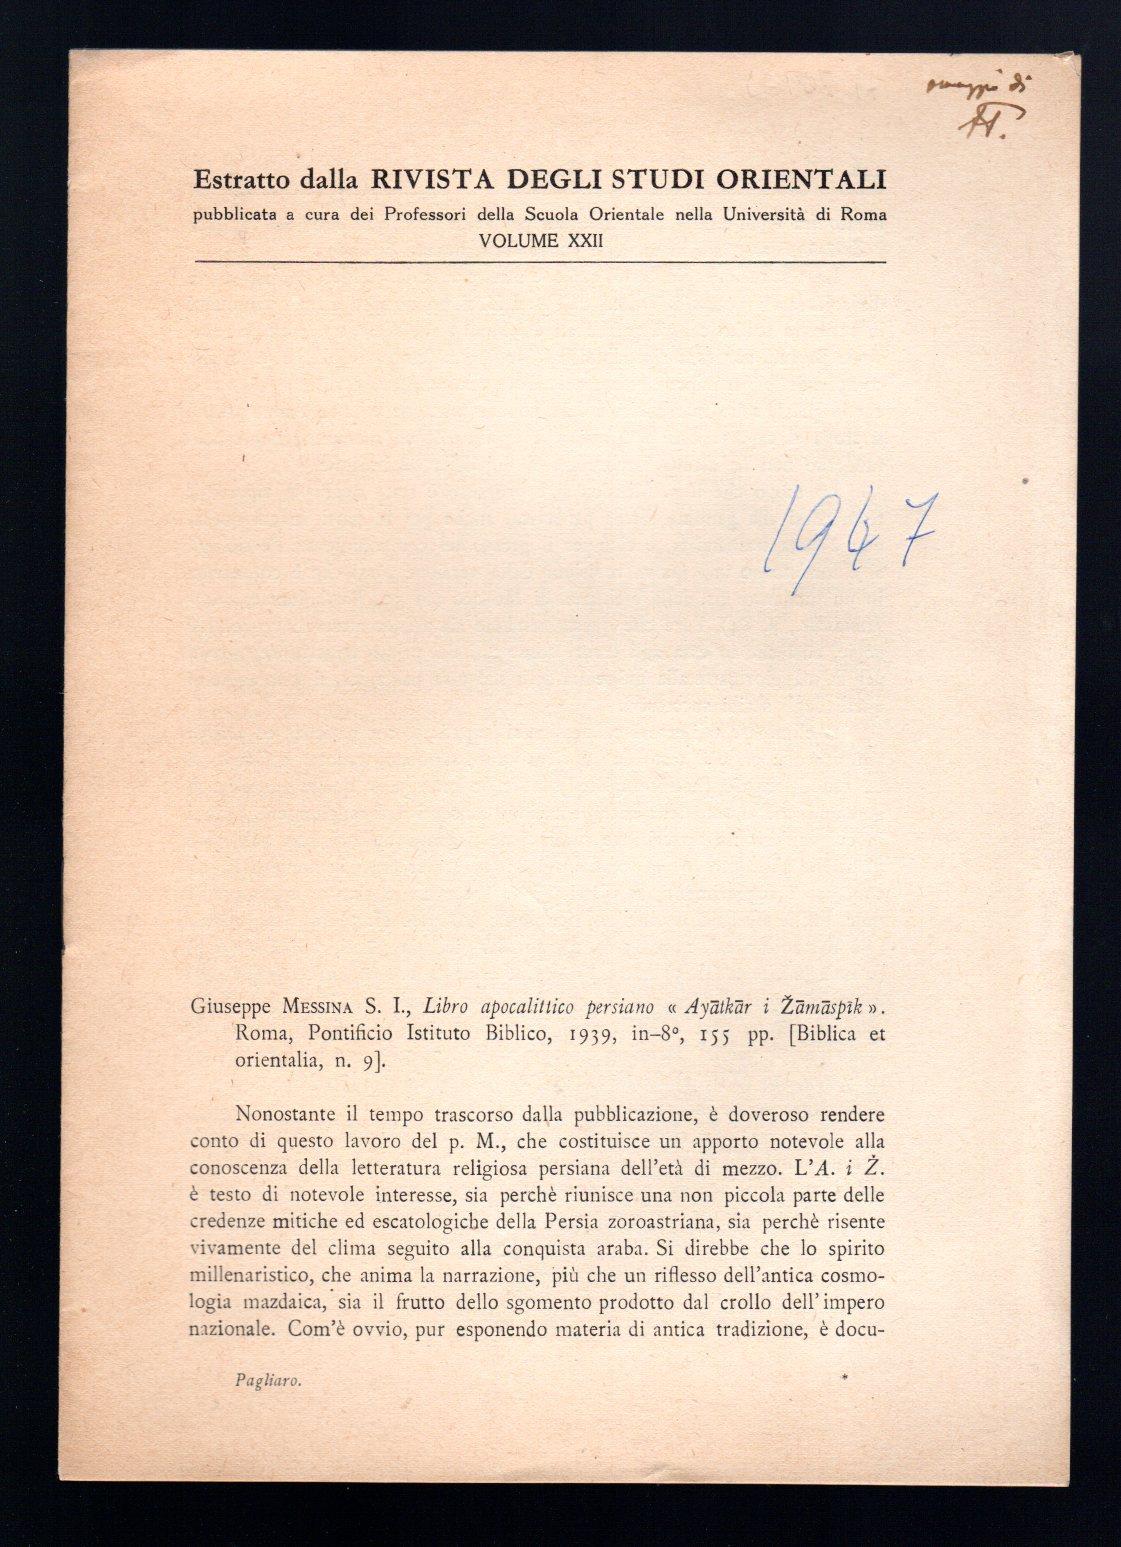 omaggio di
Estratto dalla RIVISTA DEGLI STUDI ORIENTALI
pubblicata a cura dei Professori della Scuola Orientale nella Università di Roma
VOLUME XXII
1947
Giuseppe MESSINA S. I., Libro apocalittico persiano « Ayātkār i Žāmāspīk ».
Roma, Pontificio Istituto Biblico, 1939, in-8°, 155 pp. [Biblica et
orientalia, n. 9].
Nonostante il tempo trascorso dalla pubblicazione, è doveroso rendere
conto di questo lavoro del p. M., che costituisce un apporto notevole alla
conoscenza della letteratura religiosa persiana dell'età di mezzo. L'A. i Ž.
è testo di notevole interesse, sia perchè riunisce una non piccola parte delle
credenze mitiche ed escatologiche della Persia zoroastriana, sia perchè risente
vivamente del clima seguito alla conquista araba. Si direbbe che lo spirito
millenaristico, che anima la narrazione, più che un riflesso dell'antica cosmo-
logia mazdaica, sia il frutto dello sgomento prodotto dal crollo dell'impero
nazionale. Com'è ovvio, pur esponendo materia di antica tradizione, è docu-
Pagliaro. *